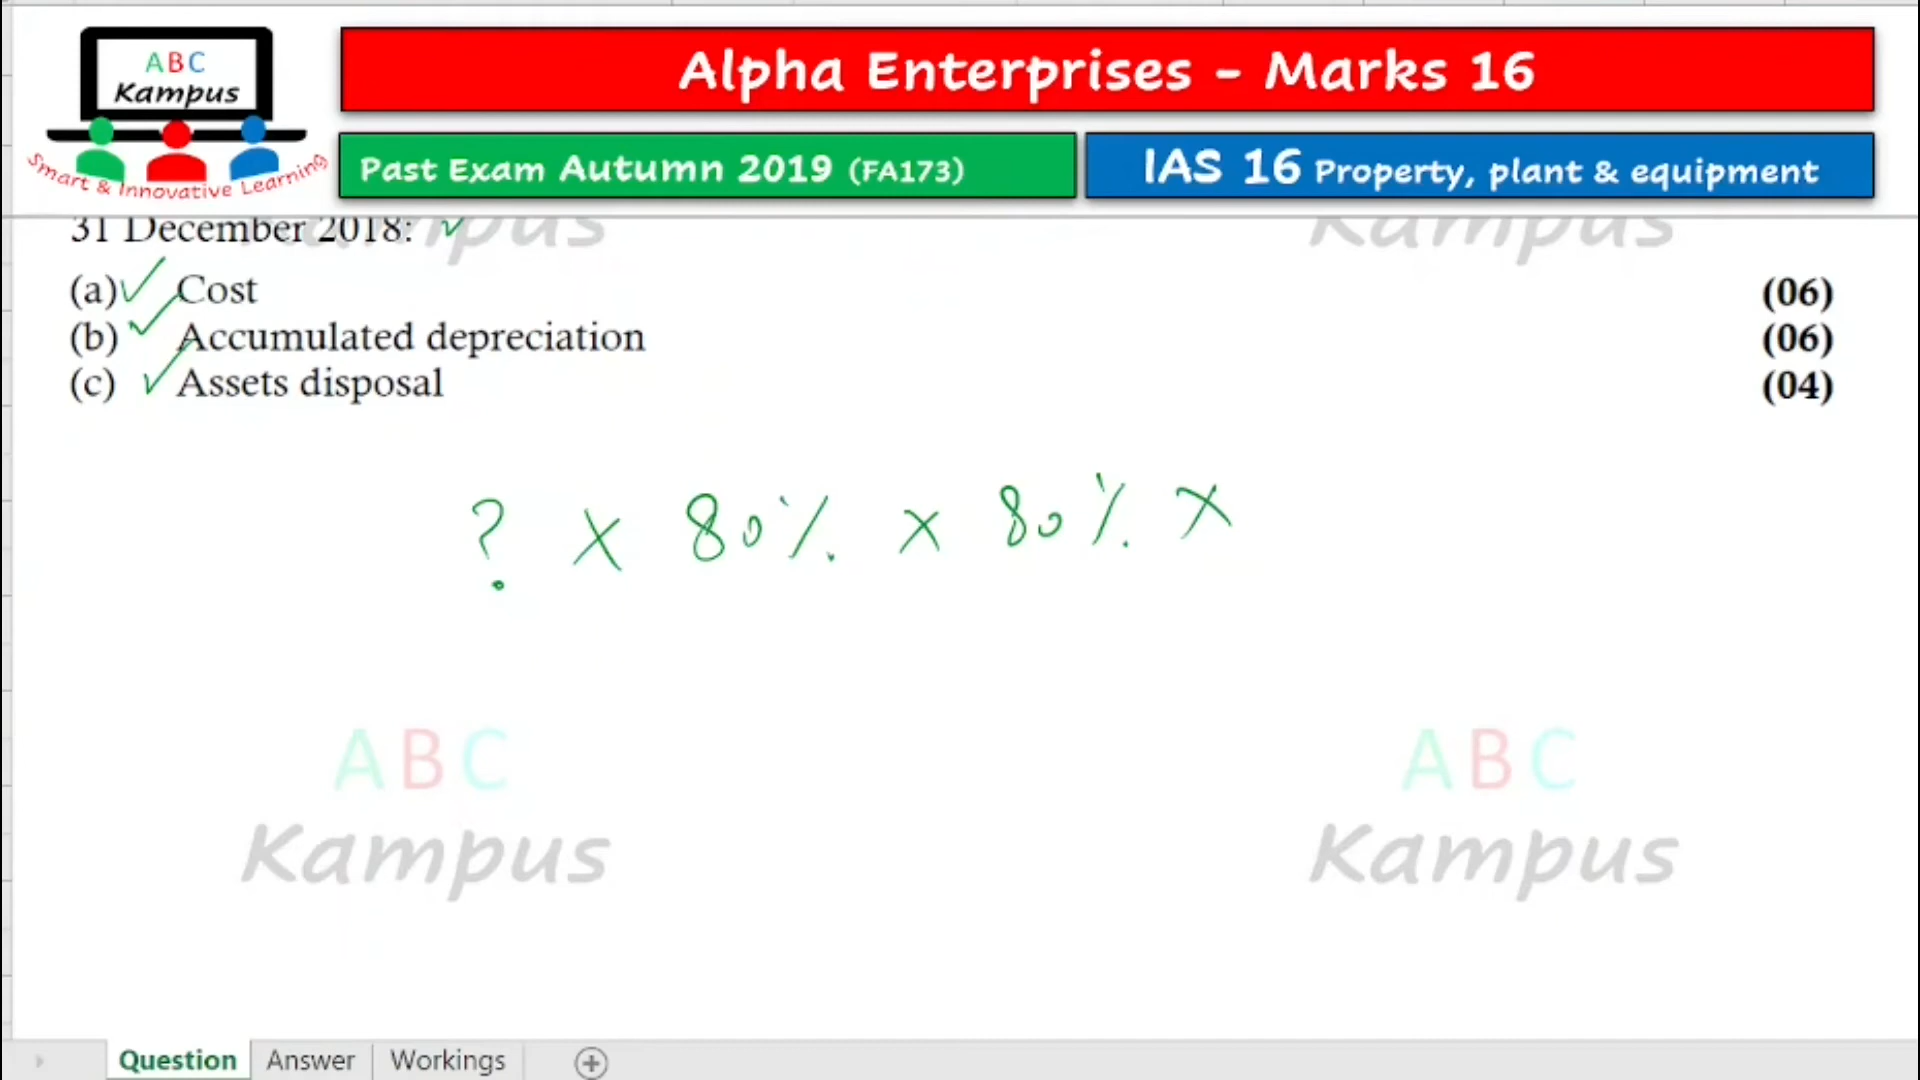 ABC
Kampus
Smart & Innovative Learning
Alpha Enterprises - Marks 16
Past Exam Autumn 2019 (FA173)
IAS 16 Property, plant & equipment
31 December 2018:
Kampus
Kampus
(a) Cost (06)
(b) Accumulated depreciation (06)
(c) Assets disposal (04)
? x 80% x 80% x
ABC
Kampus
ABC
Kampus
Question Answer Workings